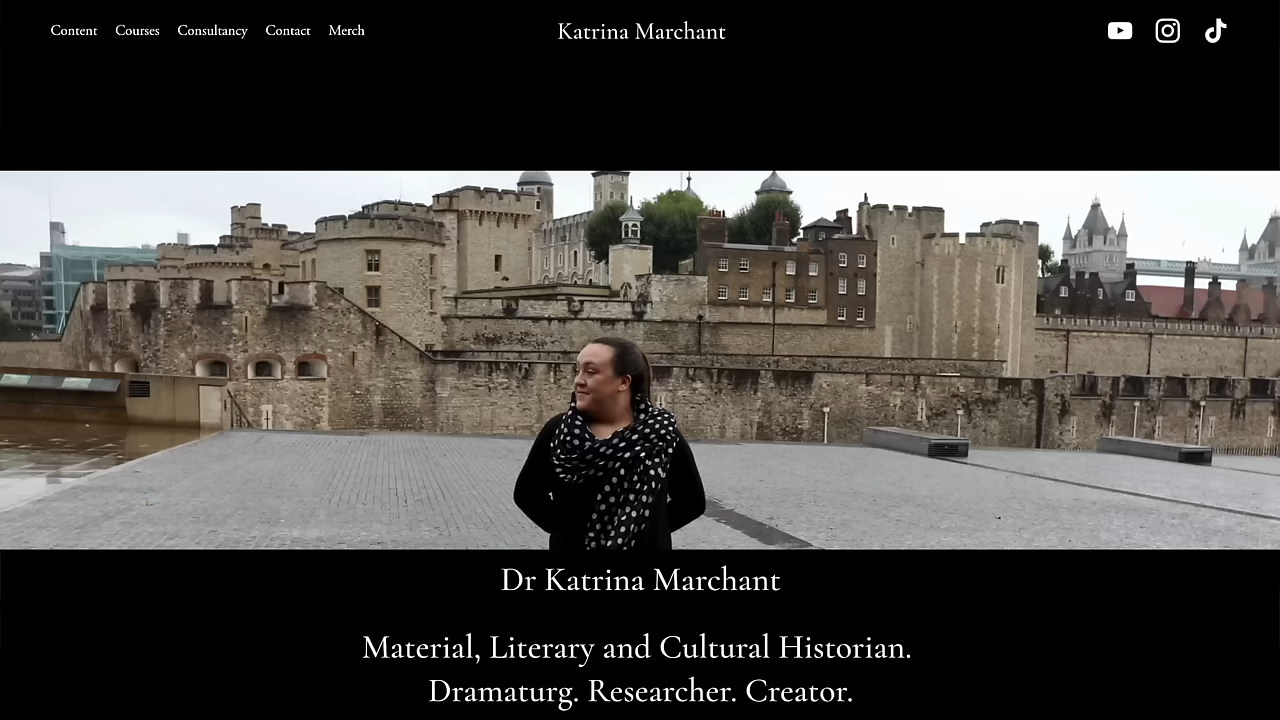 Content Courses Consultancy Contact Merch Katrina Marchant
Dr Katrina Marchant
Material, Literary and Cultural Historian.
Dramaturg. Researcher. Creator.